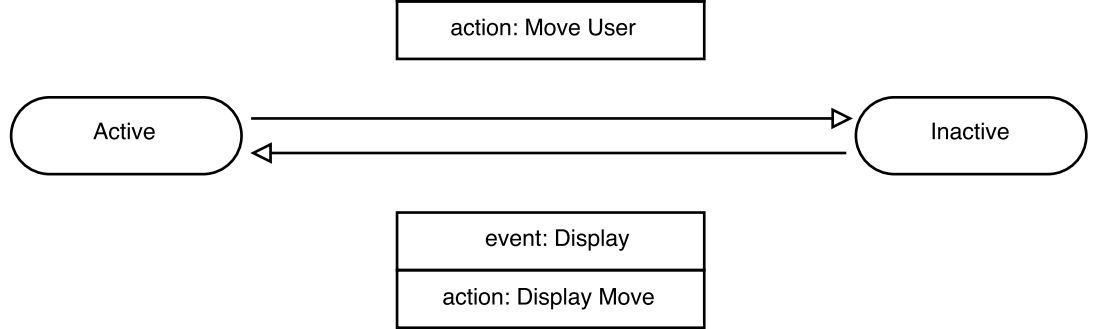 action: Move User
Active
Inactive
event: Display
action: Display Move